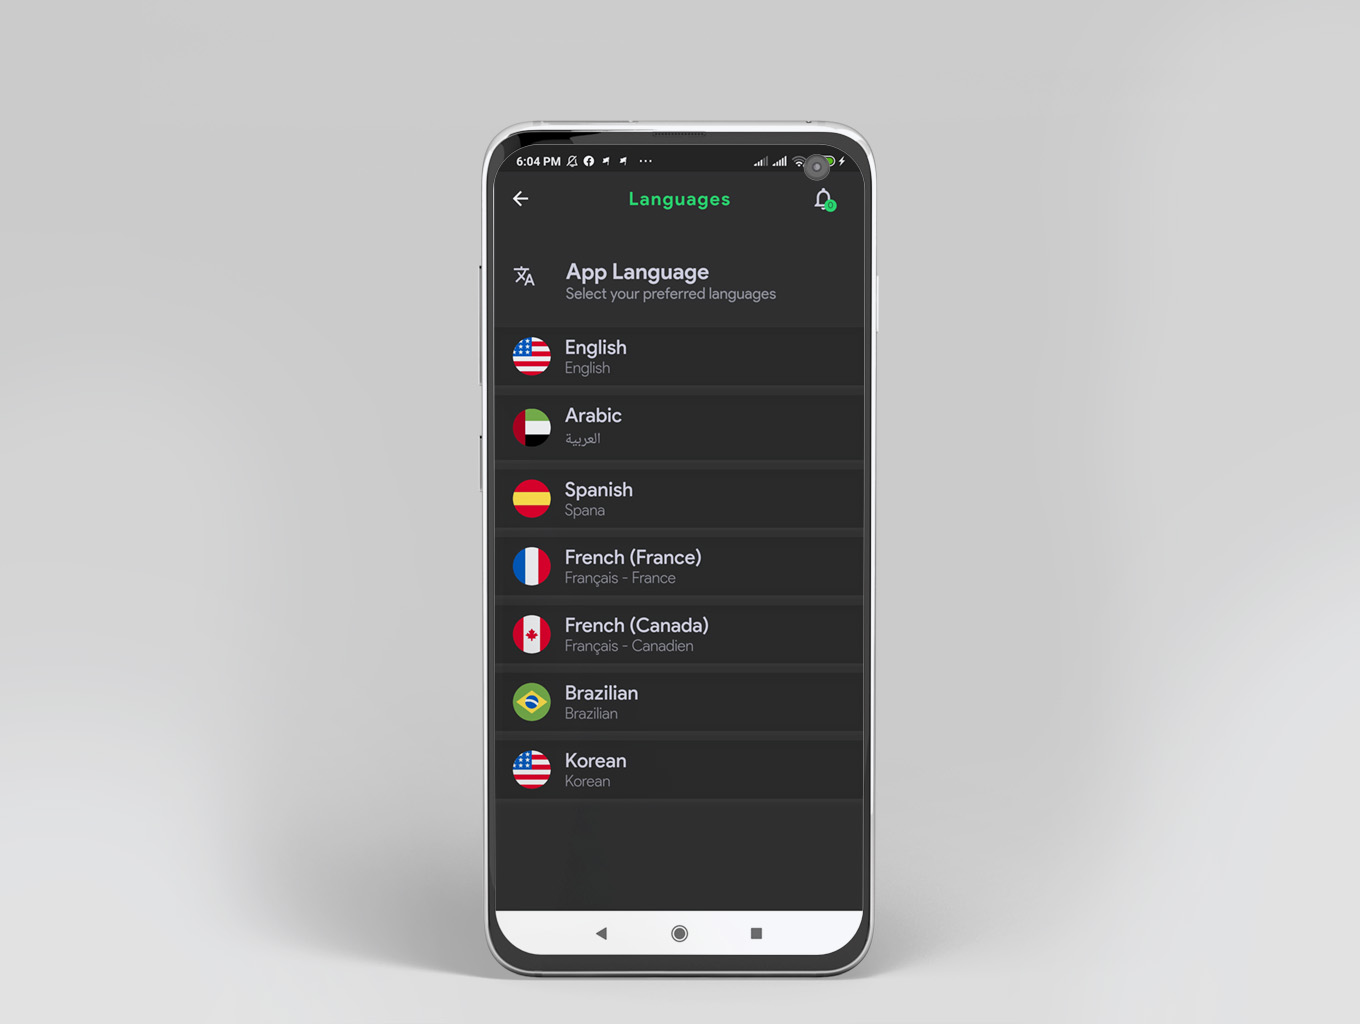 6:04 PM
Languages
0
App Language
Select your preferred languages
English
English
Arabic
العربية
Spanish
Spana
French (France)
Français - France
French (Canada)
Français - Canadien
Brazilian
Brazilian
Korean
Korean